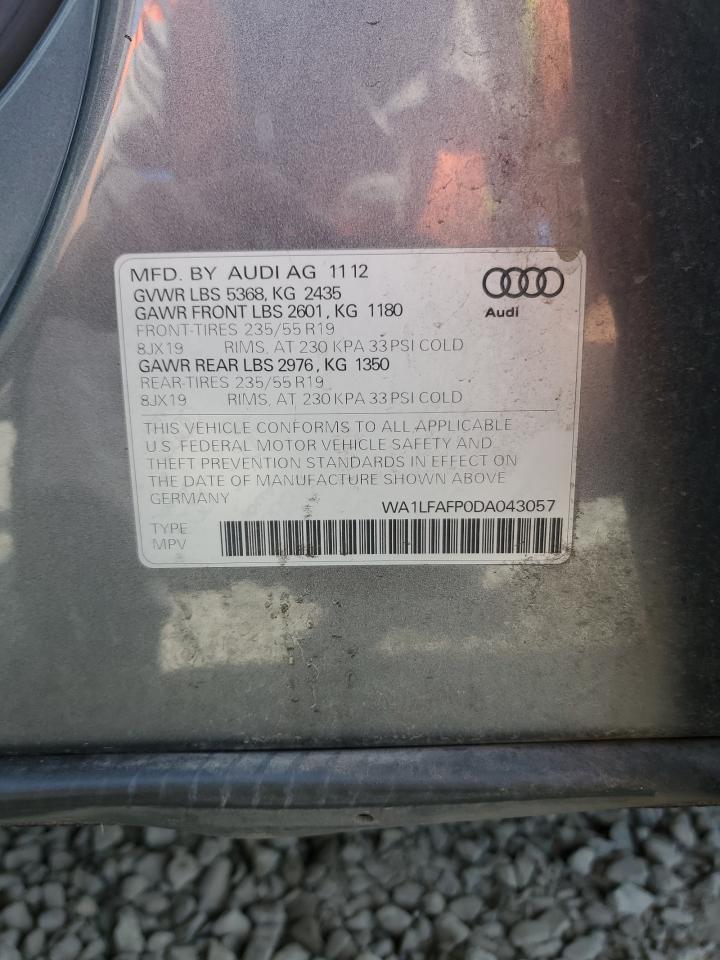 MFD. BY AUDI AG 11 12
GVWR LBS 5368, KG 2435
GAWR FRONT LBS 2601, KG 1180
FRONT-TIRES 235/55 R19
8JX19 RIMS, AT 230 KPA 33 PSI COLD
GAWR REAR LBS 2976, KG 1350
REAR-TIRES 235/55 R19
8JX19 RIMS, AT 230 KPA 33 PSI COLD
Audi
THIS VEHICLE CONFORMS TO ALL APPLICABLE
U.S. FEDERAL MOTOR VEHICLE SAFETY AND
THEFT PREVENTION STANDARDS IN EFFECT ON
THE DATE OF MANUFACTURE SHOWN ABOVE
GERMANY
WA1LFAFP0DA043057
TYPE
MPV